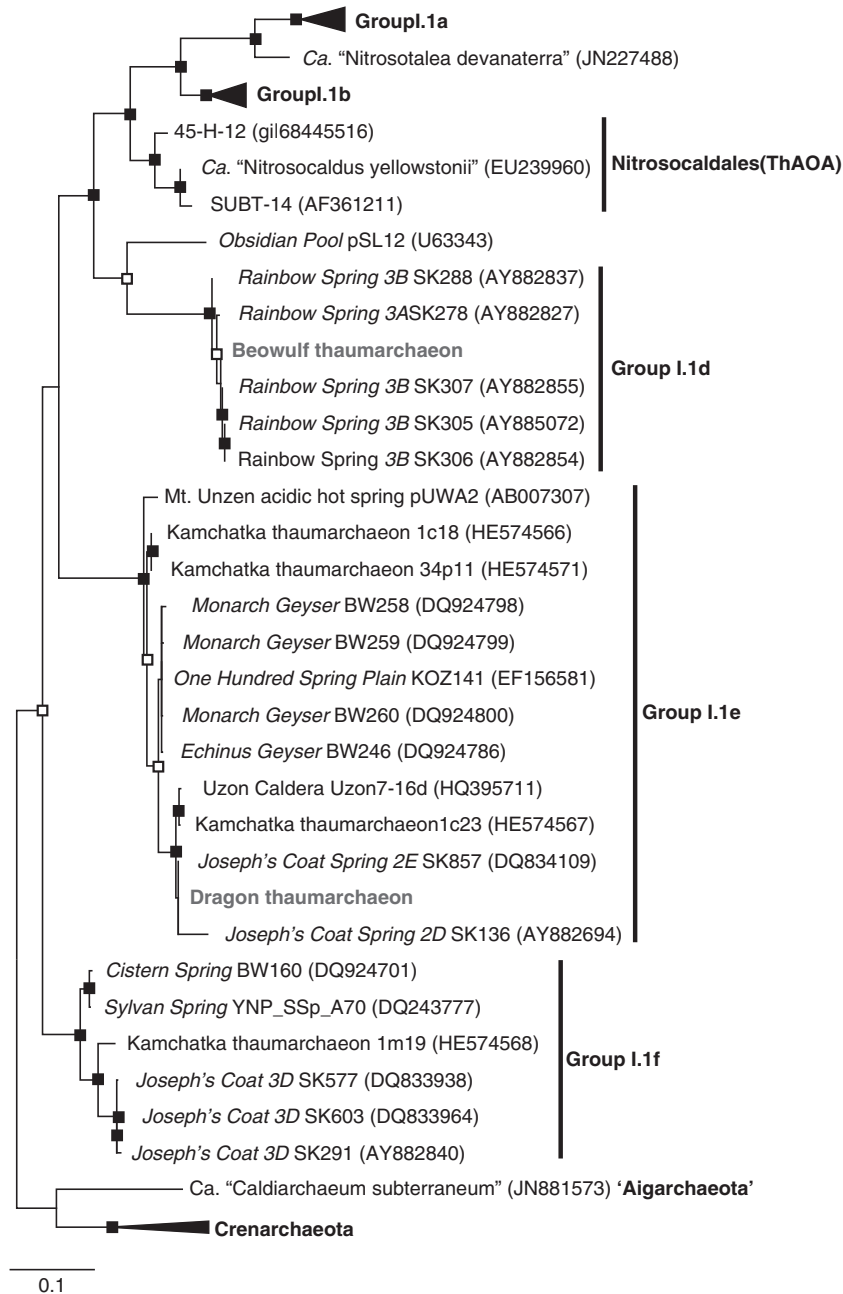 GroupI.1a
Ca. “Nitrosotalea devanaterra” (JN227488)
GroupI.1b
45-H-12 (gil68445516)
Ca. “Nitrosocaldus yellowstonii” (EU239960)
Nitrosocaldales(ThAOA)
SUBT-14 (AF361211)
Obsidian Pool pSL12 (U63343)
Rainbow Spring 3B SK288 (AY882837)
Rainbow Spring 3ASK278 (AY882827)
Beowulf thaumarchaeon
Group I.1d
Rainbow Spring 3B SK307 (AY882855)
Rainbow Spring 3B SK305 (AY885072)
Rainbow Spring 3B SK306 (AY882854)
Mt. Unzen acidic hot spring pUWA2 (AB007307)
Kamchatka thaumarchaeon 1c18 (HE574566)
Kamchatka thaumarchaeon 34p11 (HE574571)
Monarch Geyser BW258 (DQ924798)
Monarch Geyser BW259 (DQ924799)
One Hundred Spring Plain KOZ141 (EF156581)
Monarch Geyser BW260 (DQ924800)
Group I.1e
Echinus Geyser BW246 (DQ924786)
Uzon Caldera Uzon7-16d (HQ395711)
Kamchatka thaumarchaeon1c23 (HE574567)
Joseph’s Coat Spring 2E SK857 (DQ834109)
Dragon thaumarchaeon
Joseph’s Coat Spring 2D SK136 (AY882694)
Cistern Spring BW160 (DQ924701)
Sylvan Spring YNP_SSp_A70 (DQ243777)
Kamchatka thaumarchaeon 1m19 (HE574568)
Group I.1f
Joseph’s Coat 3D SK577 (DQ833938)
Joseph’s Coat 3D SK603 (DQ833964)
Joseph’s Coat 3D SK291 (AY882840)
Ca. “Caldiarchaeum subterraneum” (JN881573) ‘Aigarchaeota’
Crenarchaeota
0.1